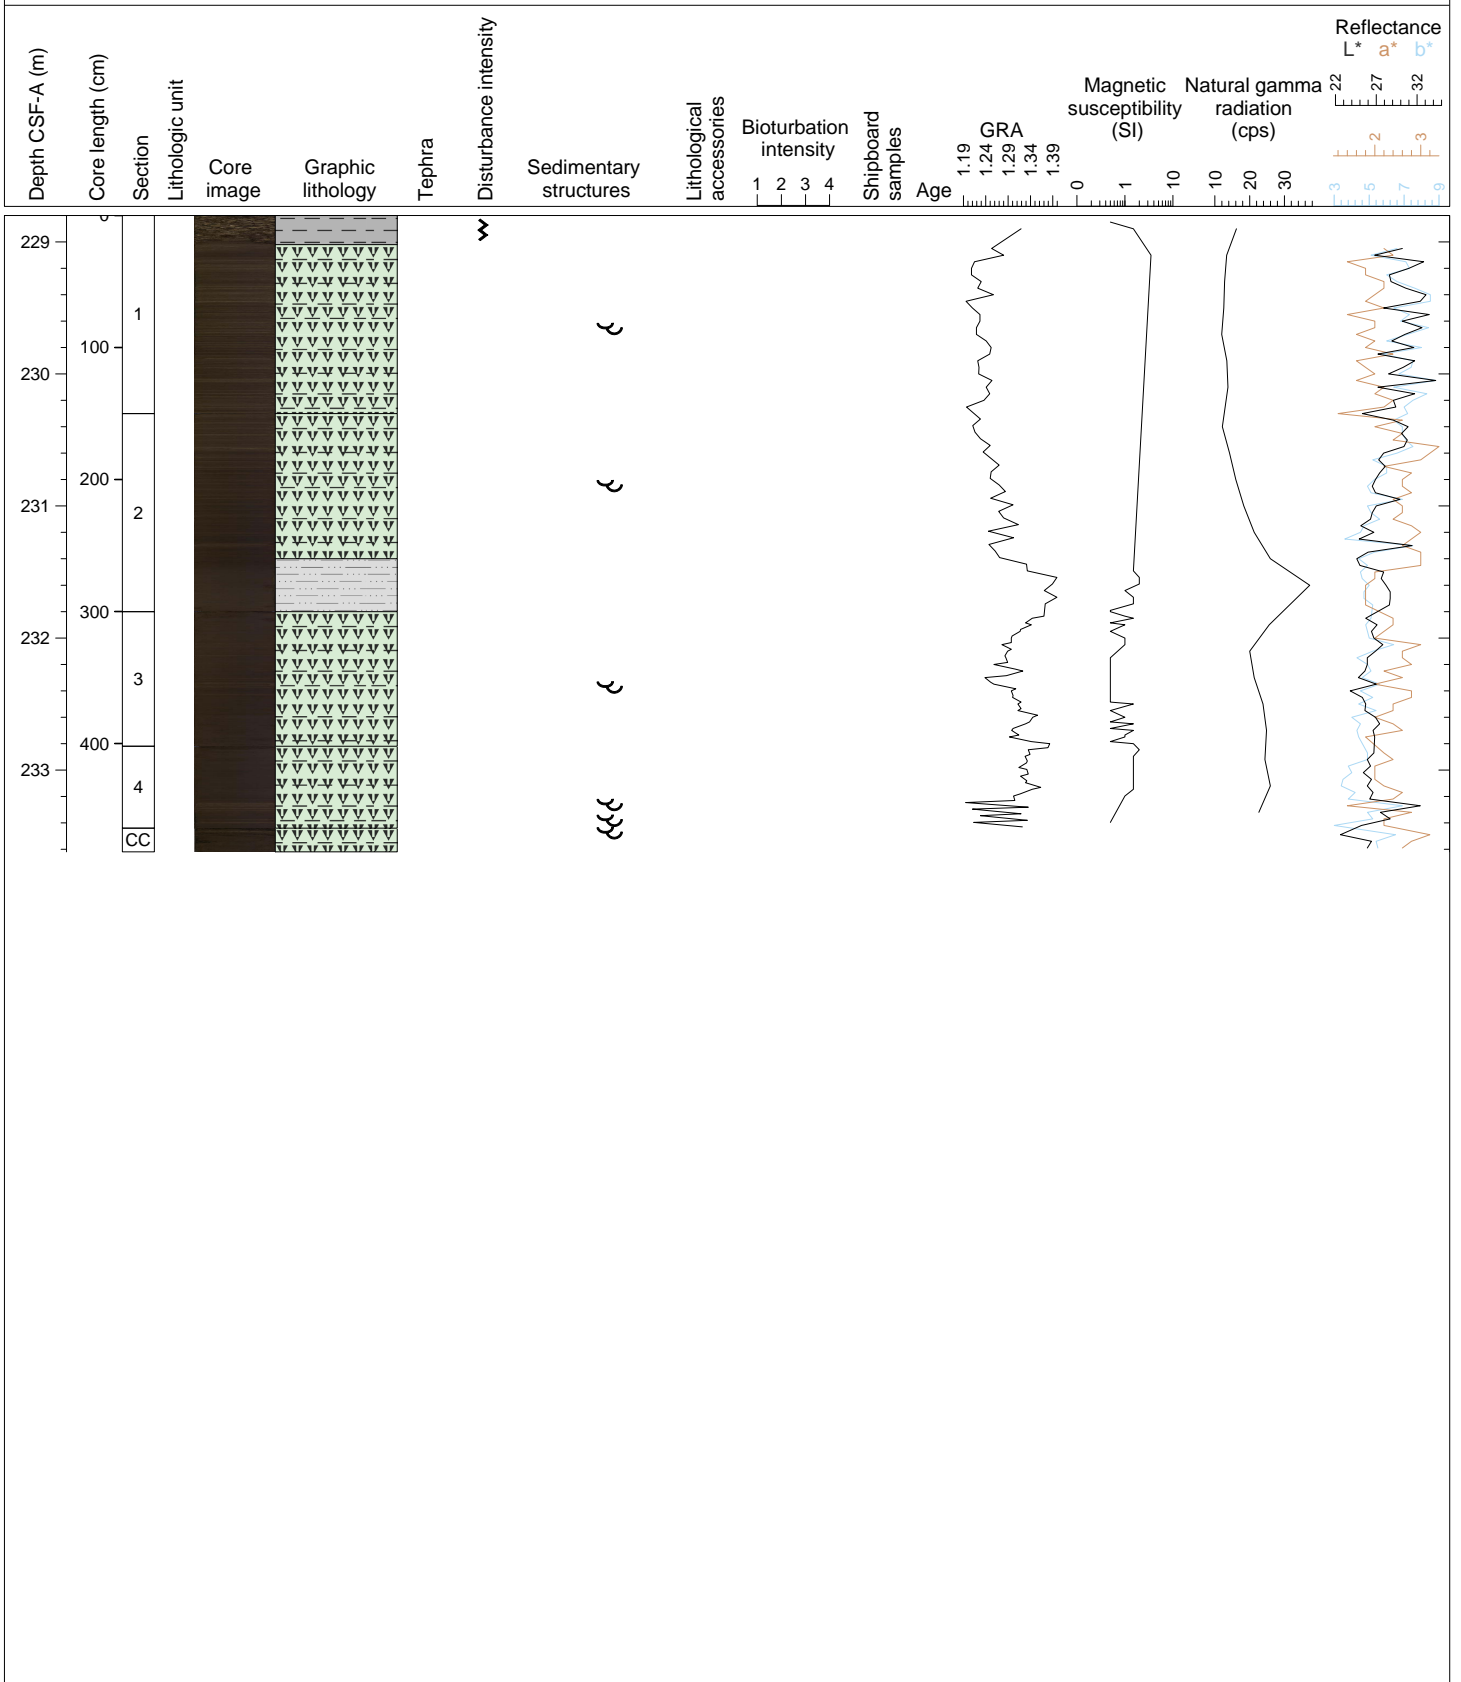 Depth CSF-A (m)
Core length (cm)
Section
Lithologic unit
Core
image
Graphic
lithology
Tephra
Disturbance intensity
Sedimentary
structures
Lithological
accessories
Bioturbation
intensity
1 2 3 4
Shipboard
samples
Age
GRA
1.19 1.24 1.29 1.34 1.39
Magnetic
susceptibility
(SI)
0 1 10
Natural gamma
radiation
(cps)
10 20 30
Reflectance
L* a* b*
22 27 32
2 3
3 5 7 9
0
229
1
100
230
200
231
2
300
232
3
400
233
4
CC